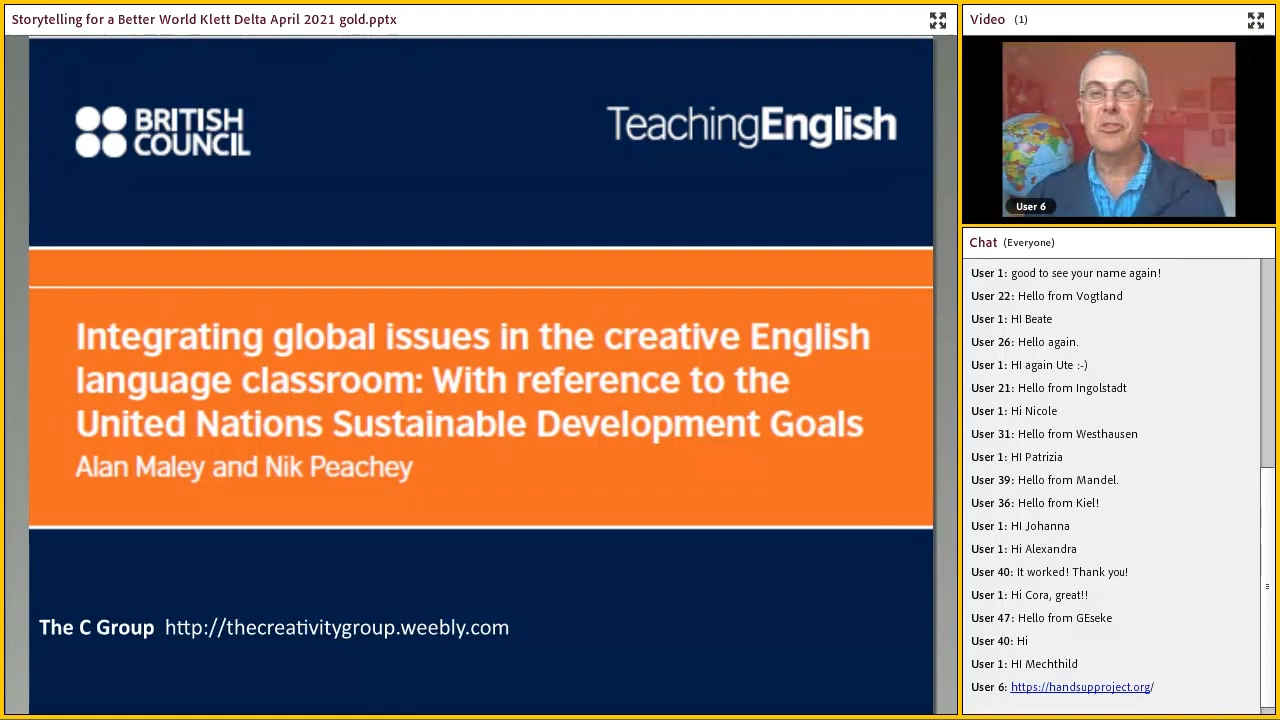 Storytelling for a Better World Klett Delta April 2021 gold.pptx
BRITISH
COUNCIL
TeachingEnglish
Integrating global issues in the creative English
language classroom: With reference to the
United Nations Sustainable Development Goals
Alan Maley and Nik Peachey
The C Group http://thecreativitygroup.weebly.com
Video (1)
User 6
Chat (Everyone)
User 1: good to see your name again!
User 22: Hello from Vogtland
User 1: HI Beate
User 26: Hello again.
User 1: HI again Ute :-)
User 21: Hello from Ingolstadt
User 1: Hi Nicole
User 31: Hello from Westhausen
User 1: HI Patrizia
User 39: Hello from Mandel.
User 36: Hello from Kiel!
User 1: HI Johanna
User 1: Hi Alexandra
User 40: It worked! Thank you!
User 1: Hi Cora, great!!
User 47: Hello from GEseke
User 40: Hi
User 1: HI Mechthild
User 6: https://handsupproject.org/